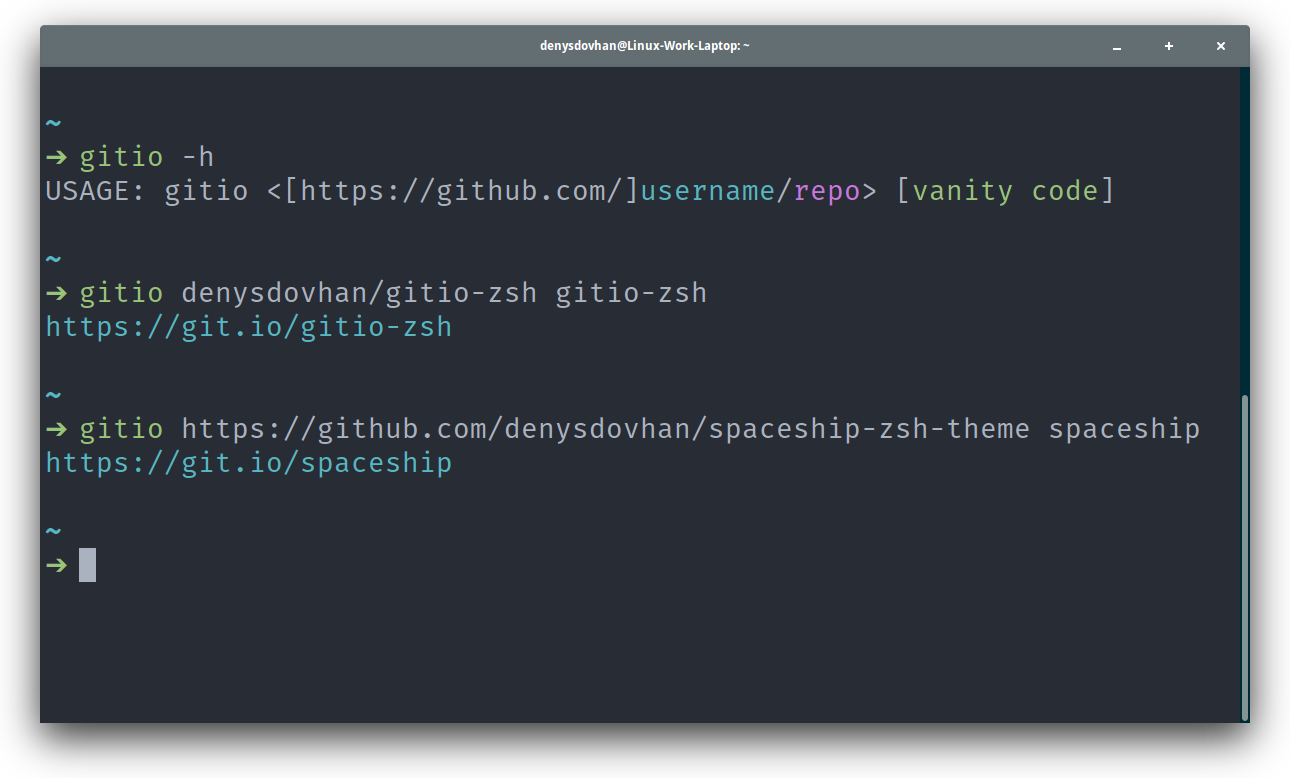 denysdovhan@Linux-Work-Laptop: ~
~
➔ gitio -h
USAGE: gitio <[https://github.com/]username/repo> [vanity code]
~
➔ gitio denysdovhan/gitio-zsh gitio-zsh
https://git.io/gitio-zsh
~
➔ gitio https://github.com/denysdovhan/spaceship-zsh-theme spaceship
https://git.io/spaceship
~
➔